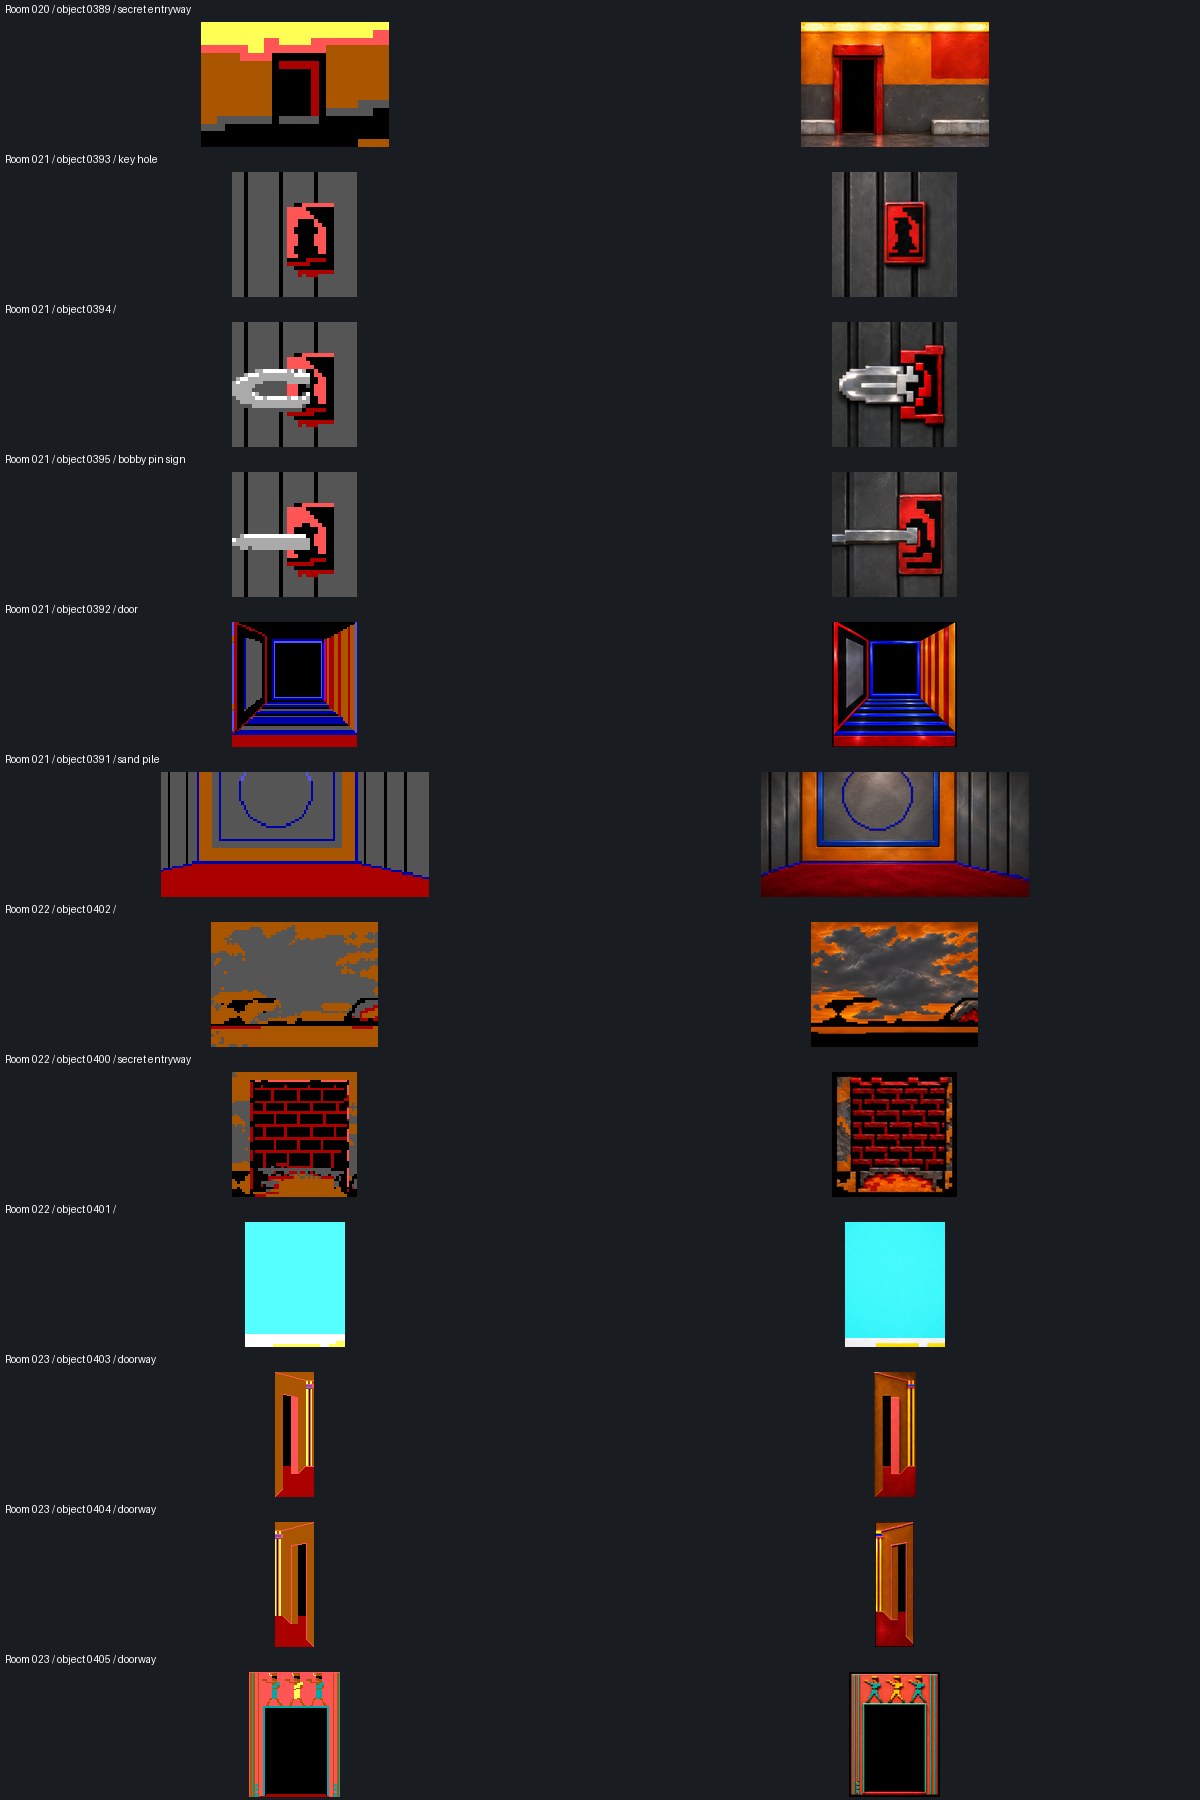 Room 020 / object 0389 / secret entryway
Room 021 / object 0393 / key hole
Room 021 / object 0394 /
Room 021 / object 0395 / bobby pin sign
Room 021 / object 0392 / door
Room 021 / object 0391 / sand pile
Room 022 / object 0402 /
Room 022 / object 0400 / secret entryway
Room 022 / object 0401 /
Room 023 / object 0403 / doorway
Room 023 / object 0404 / doorway
Room 023 / object 0405 / doorway